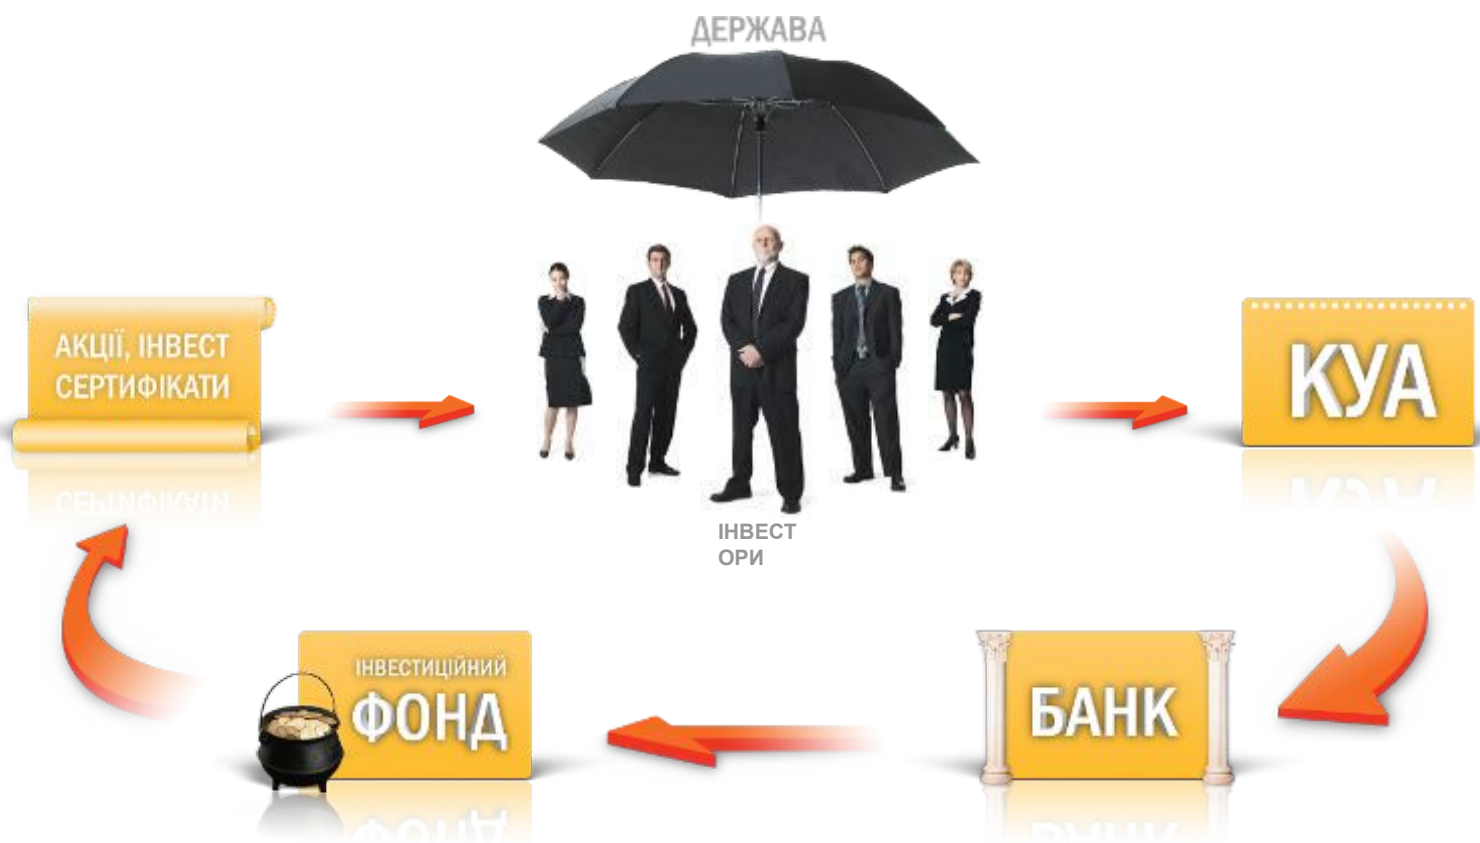 ДЕРЖАВА
АКЦІЇ, ІНВЕСТ
СЕРТИФІКАТИ
КУА
ІНВЕСТ
ОРИ
ІНВЕСТИЦІЙНИЙ
ФОНД
БАНК